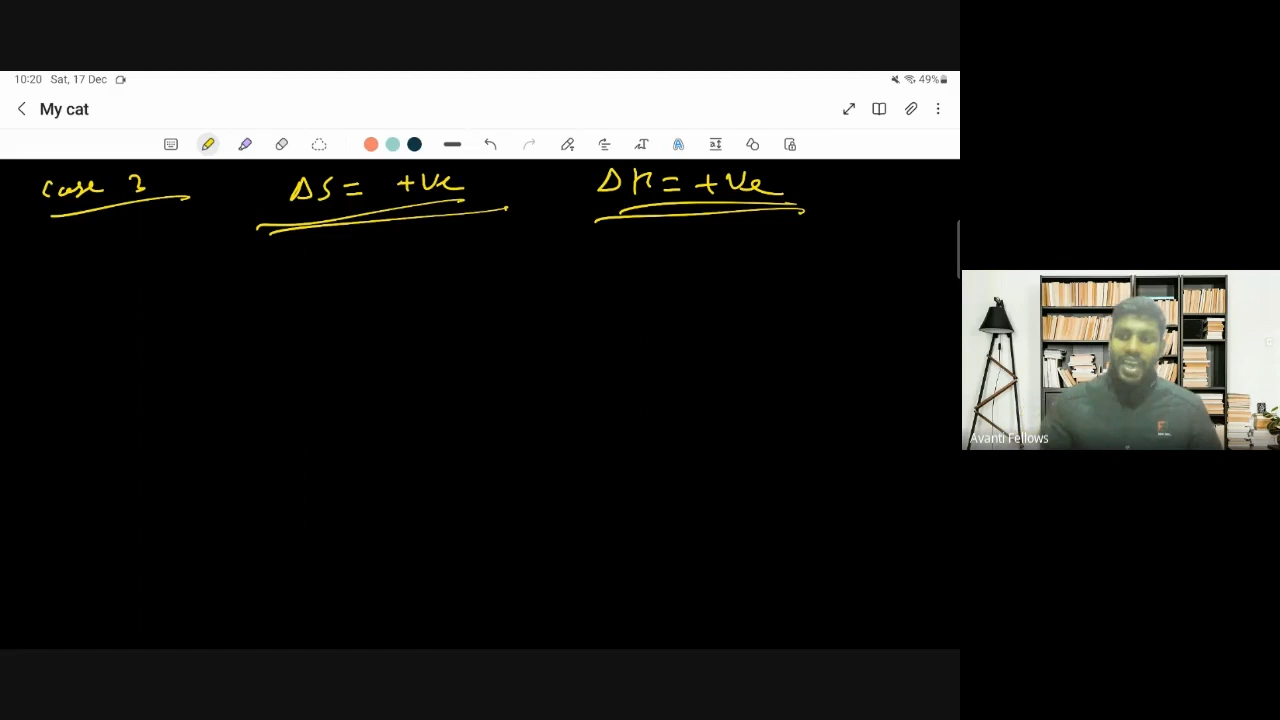 10:20 Sat, 17 Dec
49%
My cat
case 3 ΔS = +ve ΔH = +ve
Avanti Fellows